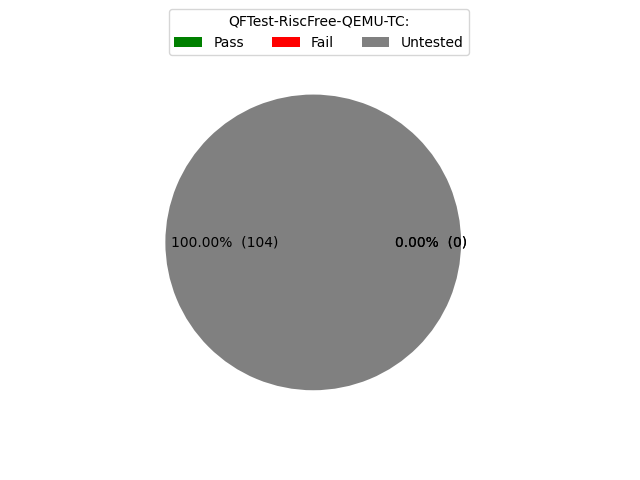 QFTest-RiscFree-QEMU-TC:
Pass Fail Untested
100.00% (104) 0.00% (0)